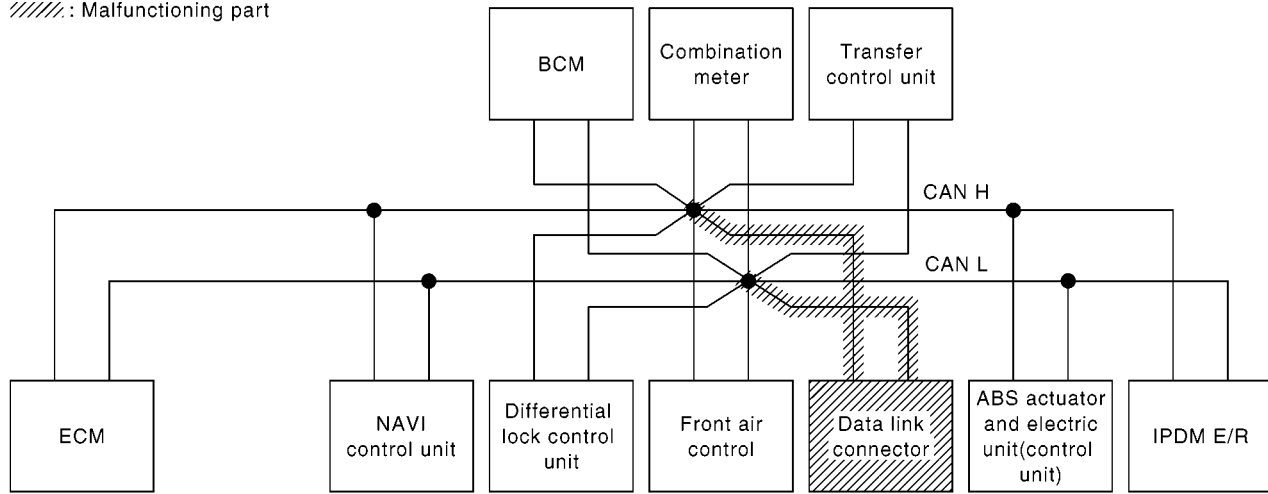 : Malfunctioning part
BCM
Combination
meter
Transfer
control unit
CAN H
CAN L
ECM
NAVI
control unit
Differential
lock control
unit
Front air
control
Data link
connector
ABS actuator
and electric
unit(control
unit)
IPDM E/R